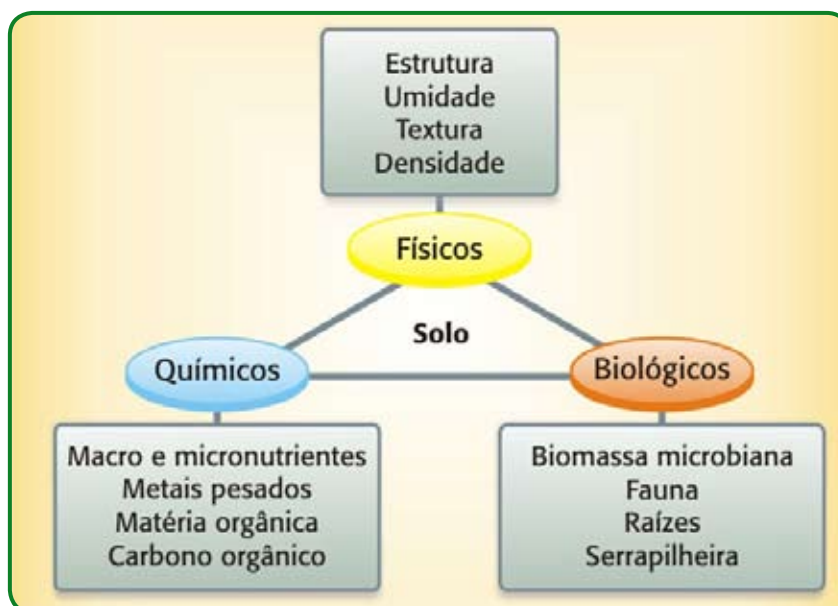 Estrutura
Umidade
Textura
Densidade
Físicos
Solo
Químicos
Biológicos
Macro e micronutrientes
Metais pesados
Matéria orgânica
Carbono orgânico
Biomassa microbiana
Fauna
Raízes
Serrapilheira